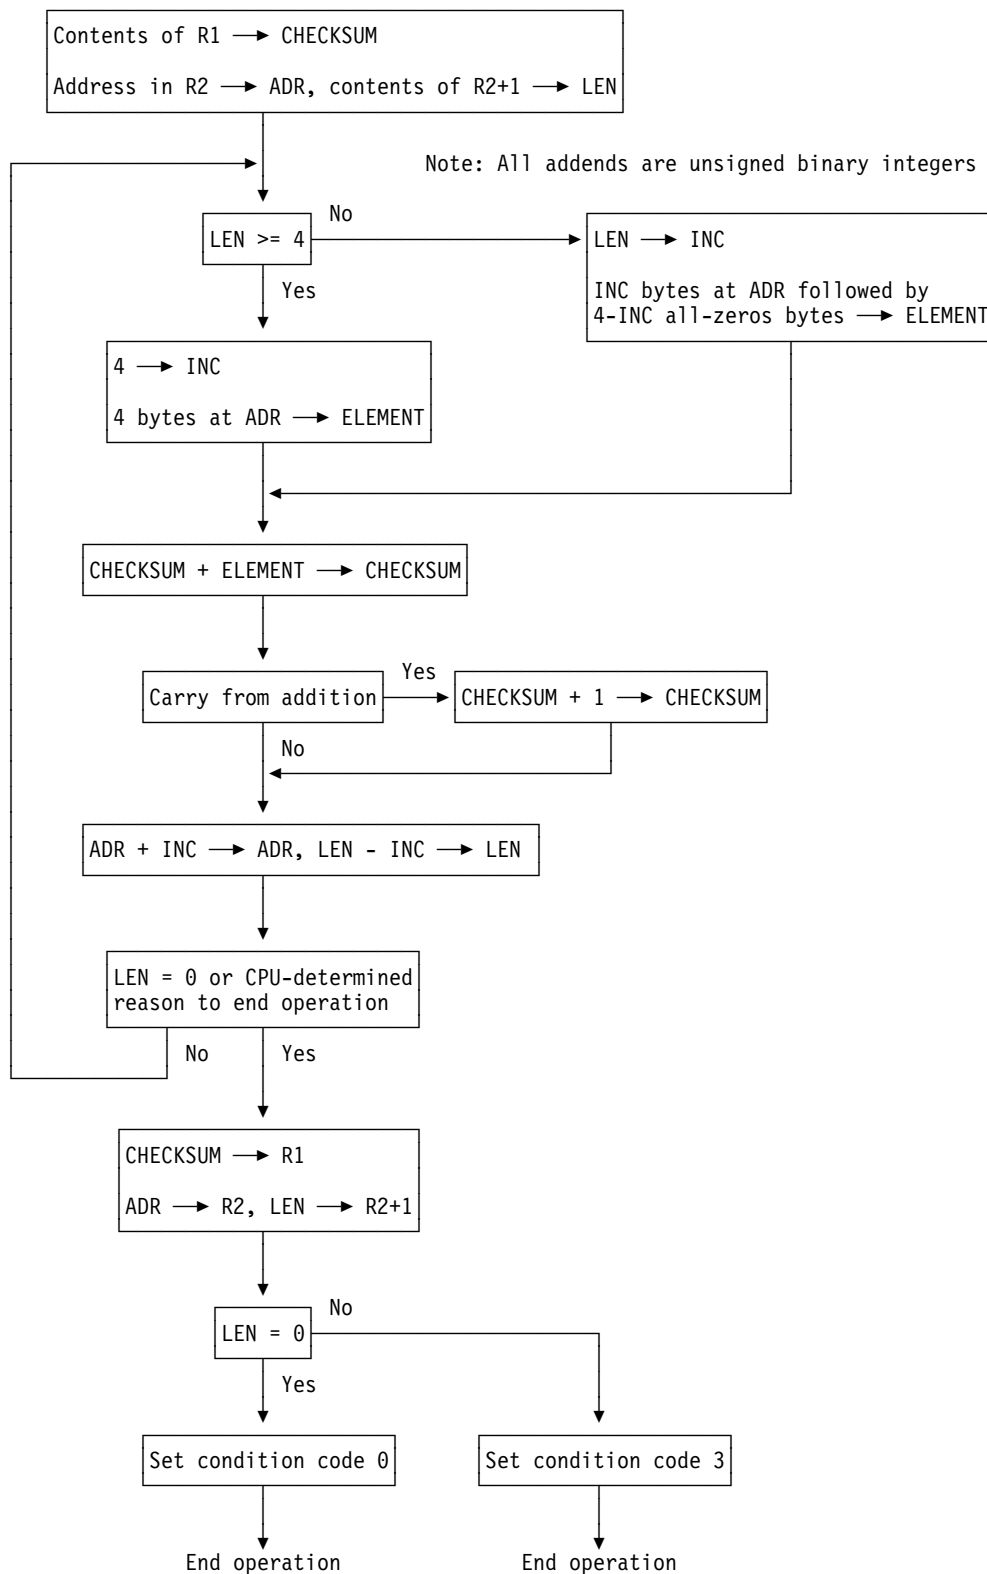 Contents of R1 → CHECKSUM
Address in R2 → ADR, contents of R2+1 → LEN
Note: All addends are unsigned binary integers
No
LEN >= 4
LEN → INC
Yes
INC bytes at ADR followed by
4-INC all-zeros bytes → ELEMENT
4 → INC
4 bytes at ADR → ELEMENT
CHECKSUM + ELEMENT → CHECKSUM
Yes
Carry from addition
CHECKSUM + 1 → CHECKSUM
No
ADR + INC → ADR, LEN - INC → LEN
LEN = 0 or CPU-determined
reason to end operation
No
Yes
CHECKSUM → R1
ADR → R2, LEN → R2+1
No
LEN = 0
Yes
Set condition code 0
Set condition code 3
End operation
End operation